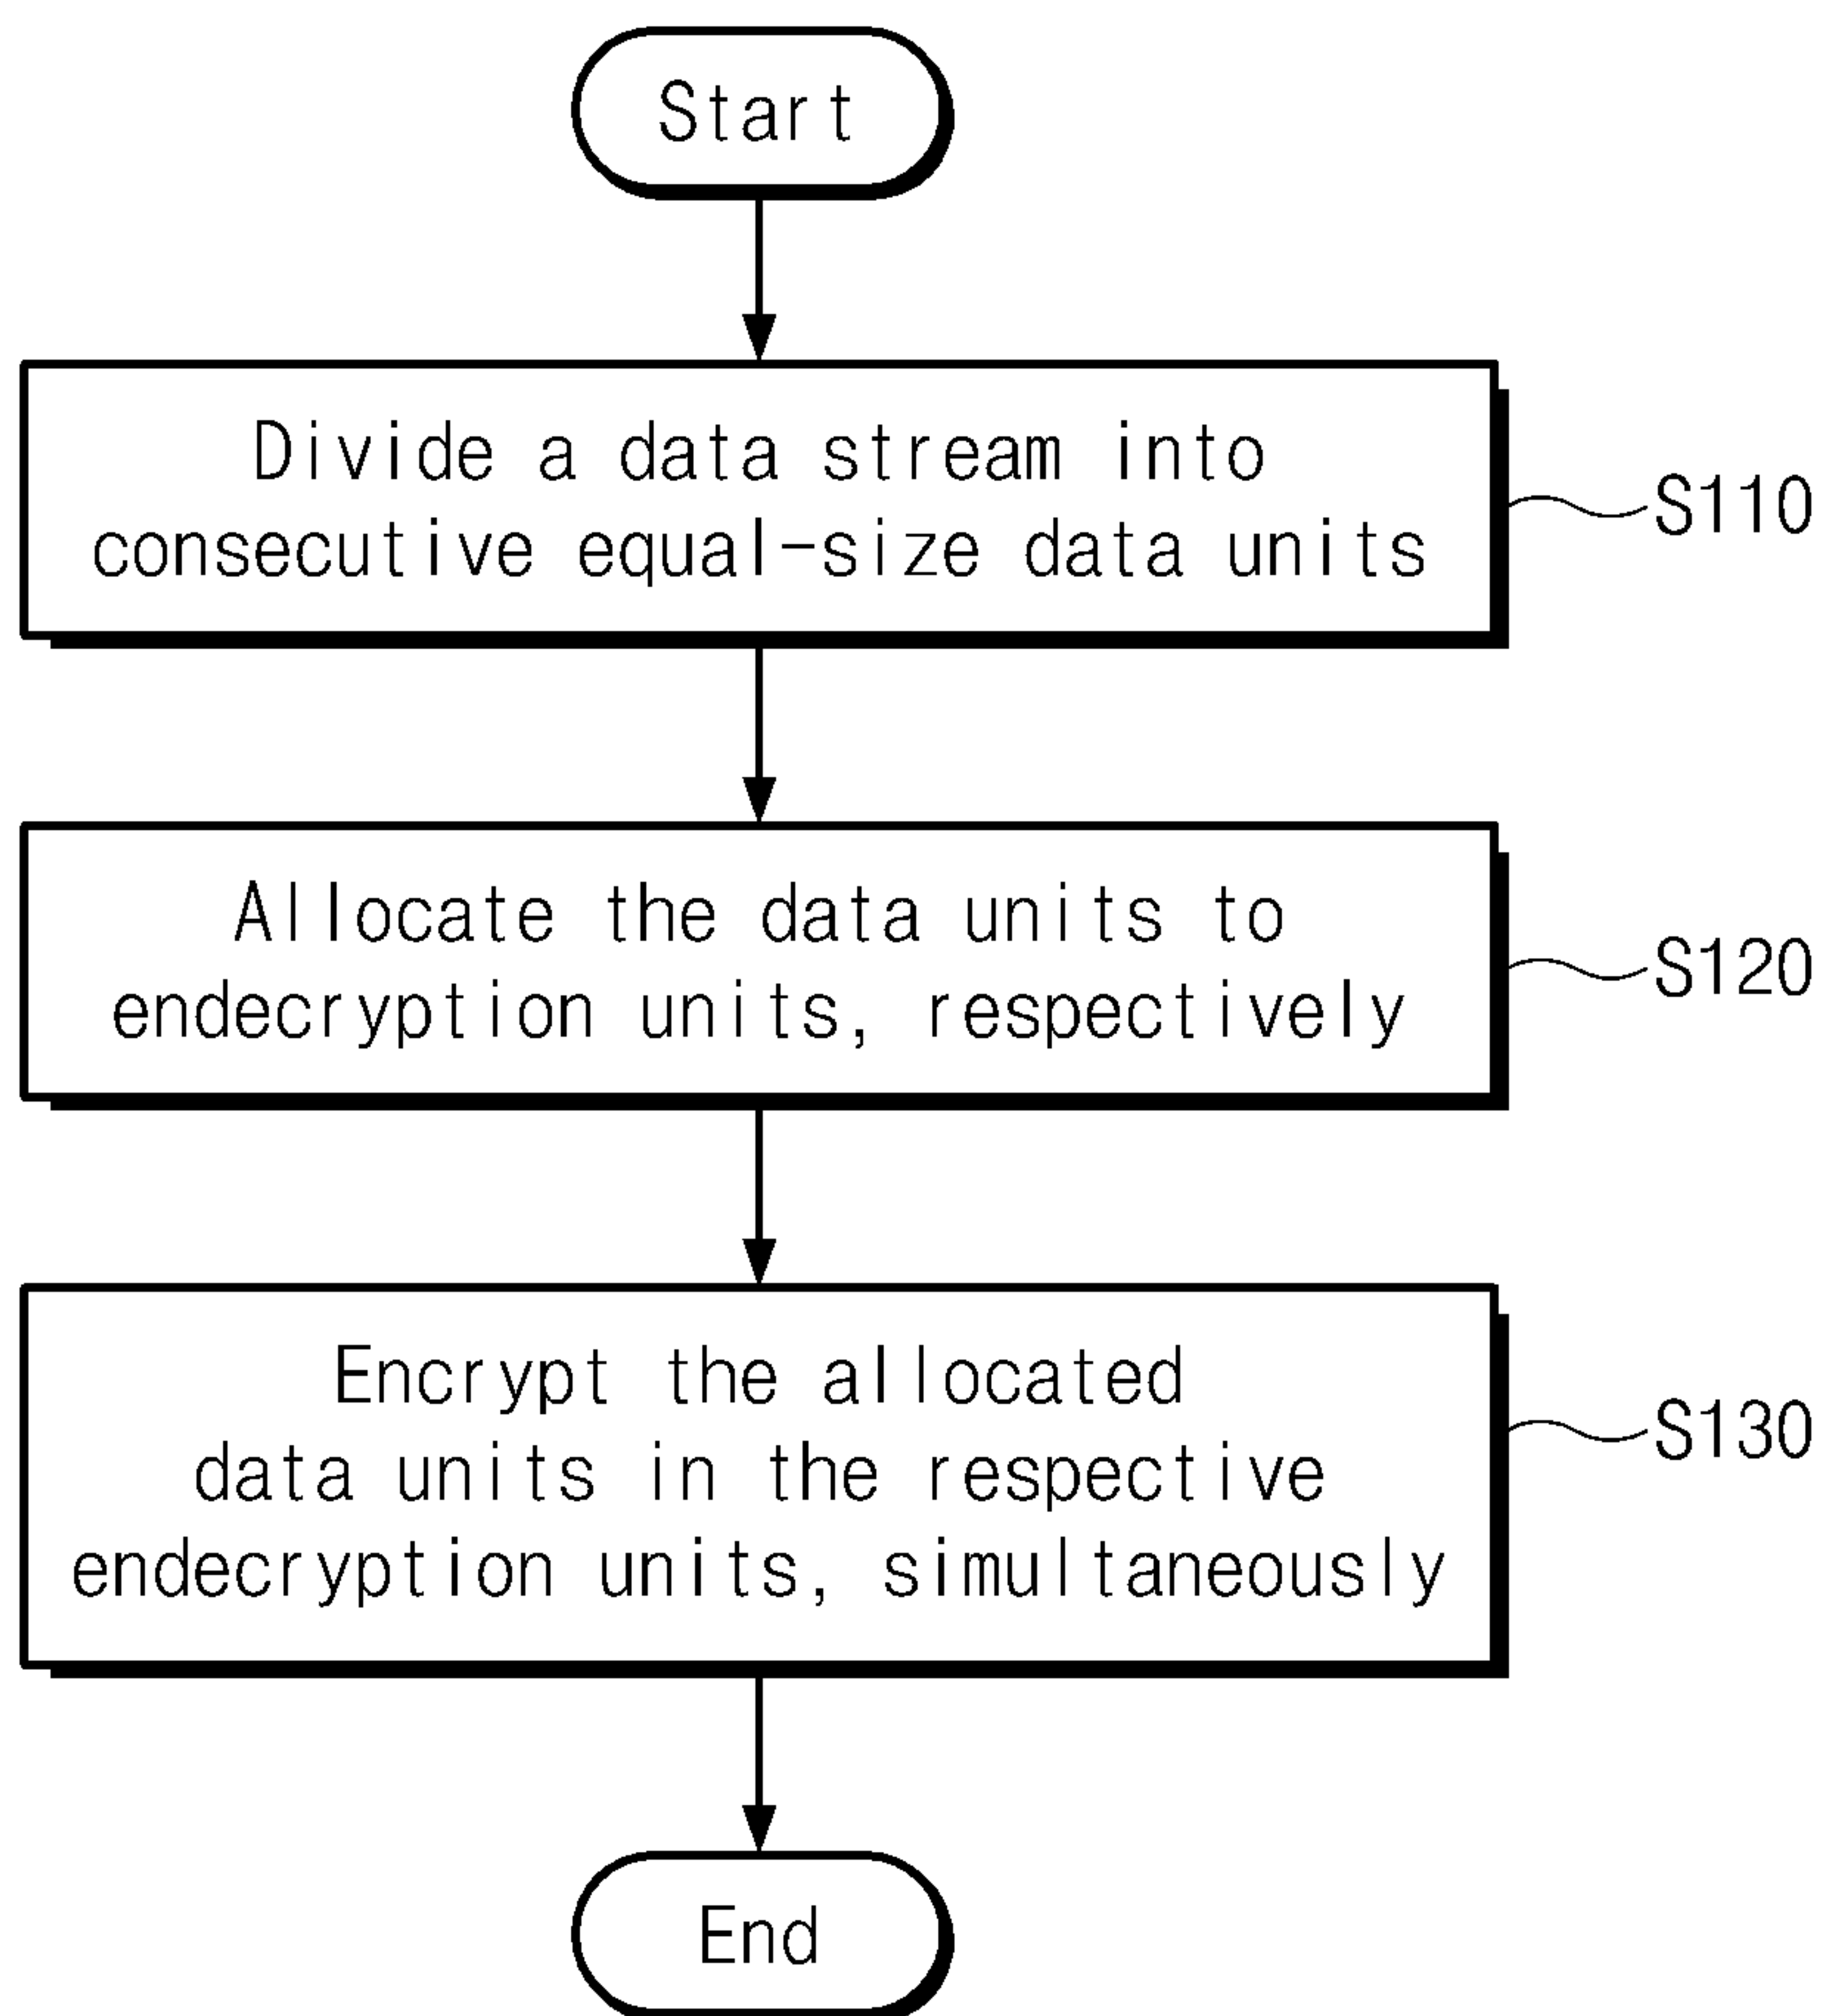 Start
Divide a data stream into
consecutive equal-size data units
S110
Allocate the data units to
endecryption units, respectively
S120
Encrypt the allocated
data units in the respective
endecryption units, simultaneously
S130
End